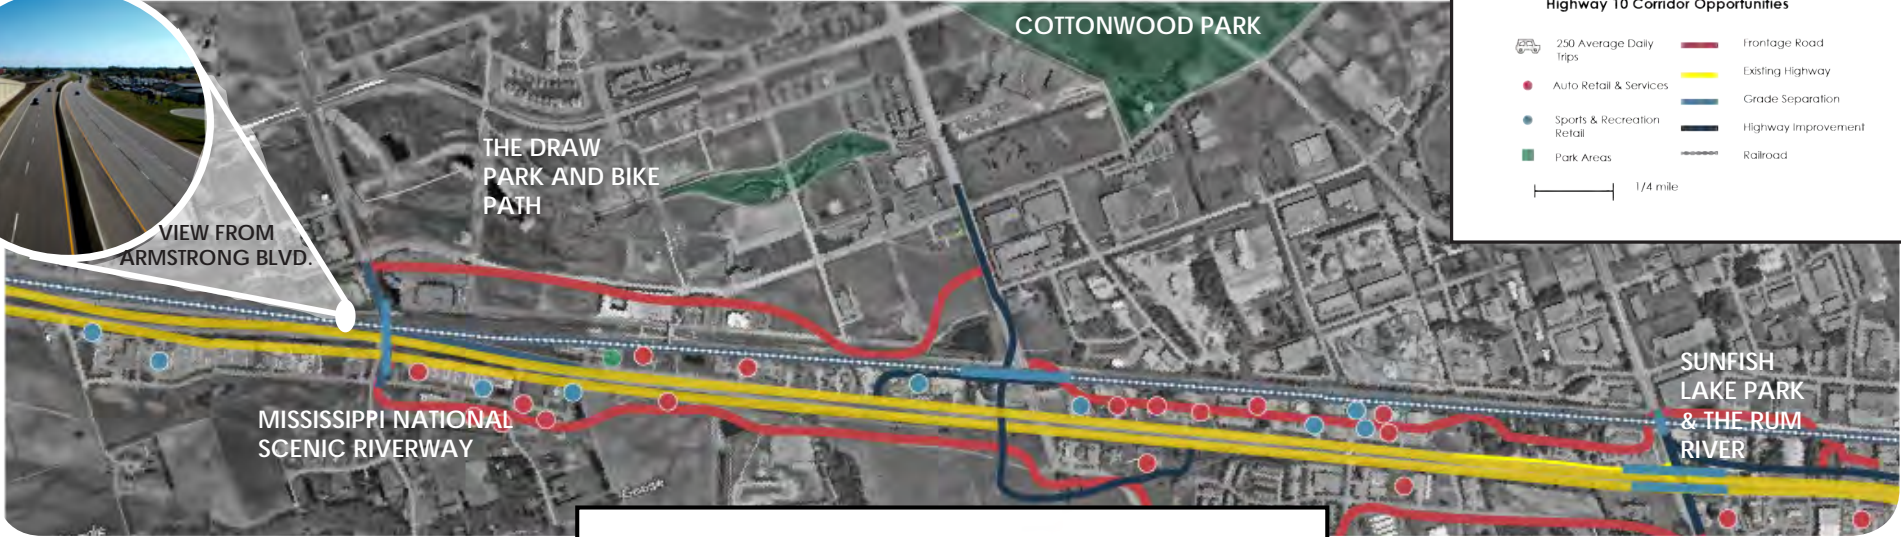 COTTONWOOD PARK
Highway 10 Corridor Opportunities
250 Average Daily
Trips
Auto Retail & Services
Sports & Recreation
Retail
Park Areas
1/4 mile
Frontage Road
Existing Highway
Grade Separation
Highway Improvement
Railroad
THE DRAW
PARK AND BIKE
PATH
VIEW FROM
ARMSTRONG BLVD.
MISSISSIPPI NATIONAL
SCENIC RIVERWAY
SUNFISH
LAKE PARK
& THE RUM
RIVER